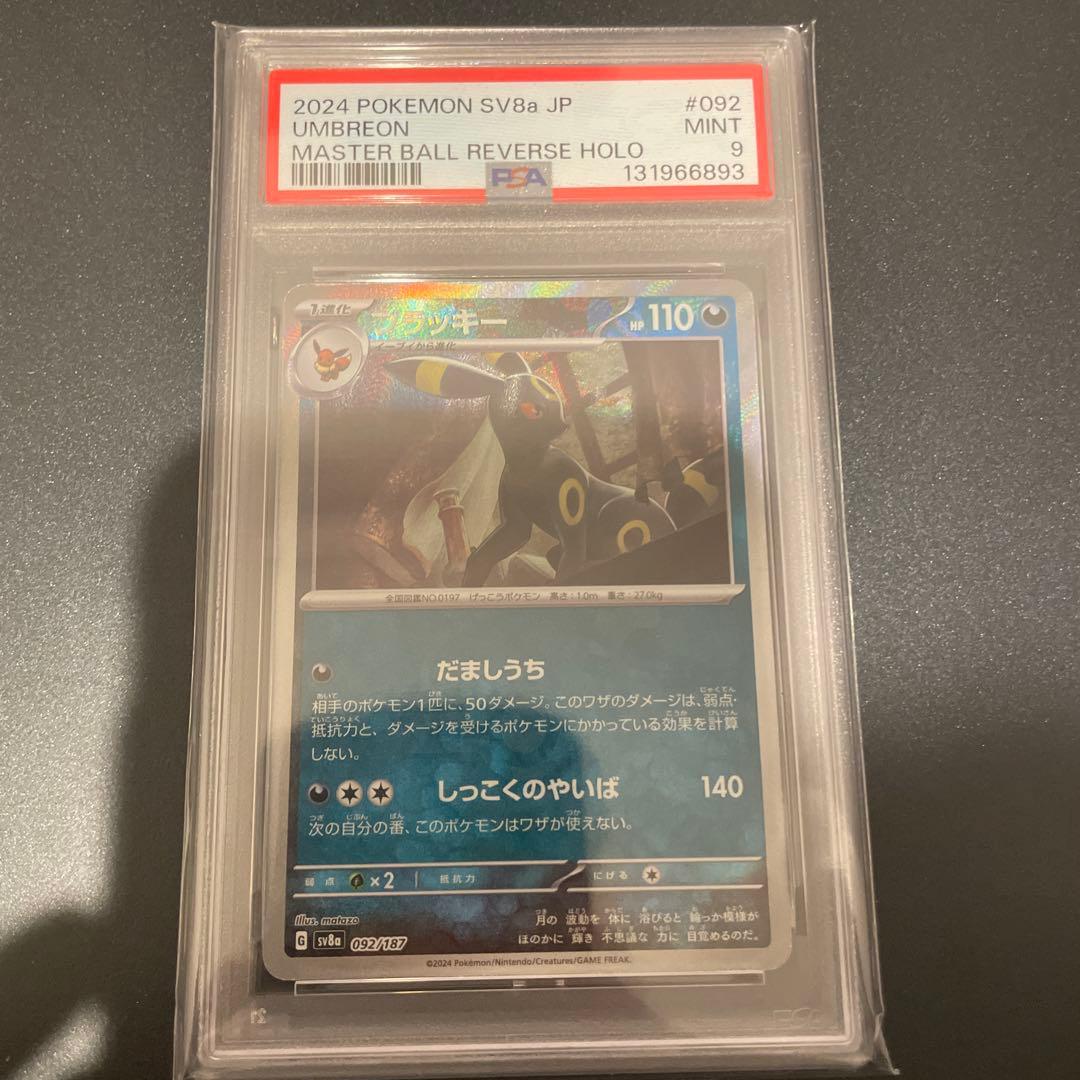 2024 POKEMON SV8a JP #092
UMBREON MINT
MASTER BALL REVERSE HOLO 9
PSA 131966893
1進化
ブラッキー HP 110
イーブイから進化
全国図鑑NO.0197 げっこうポケモン 高さ:1.0m 重さ:27.0kg
だましうち
相手のポケモン1匹に、50ダメージ。このワザのダメージは、弱点・
抵抗力と、ダメージを受けるポケモンにかかっている効果を計算
しない。
しっこくのやいば 140
次の自分の番、このポケモンはワザが使えない。
弱点 ×2 抵抗力 にげる
Illus. matazo
月の 波動を 体に 浴びると 輪っか模様が
ほのかに 輝き 不思議な 力に 目覚めるのだ。
G SV8a 092/187
©2024 Pokémon/Nintendo/Creatures/GAME FREAK.